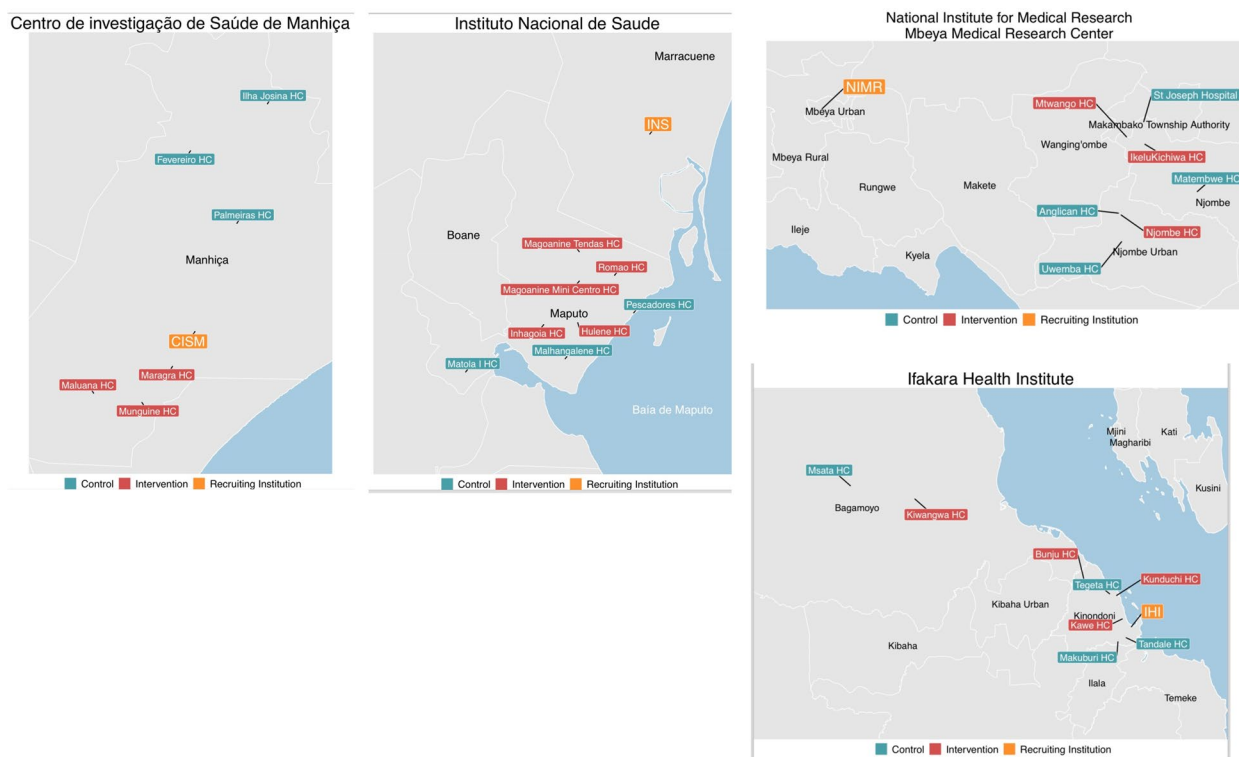 Centro de investigação de Saúde de Manhiça
Ilha Josina HC
Fevereiro HC
Palmeiras HC
Manhiça
CISM
Maragra HC
Maluana HC
Munguine HC
Control
Intervention
Recruiting Institution
Instituto Nacional de Saude
Marracuene
INS
Boane
Magoanine Tendas HC
Romao HC
Magoanine Mini Centro HC
Pescadores HC
Maputo
Inhagoia HC
Hulene HC
Malhangalene HC
Matola I HC
Baía de Maputo
Control
Intervention
Recruiting Institution
National Institute for Medical Research
Mbeya Medical Research Center
NIMR
Mbeya Urban
Mtwango HC
St Joseph Hospital
Makambako Township Authority
Wanging'ombe
IkeluKichiwa HC
Mbeya Rural
Rungwe
Makete
Matembwe HC
Njombe
Anglican HC
Ileje
Njombe HC
Kyela
Njombe Urban
Uwemba HC
Control
Intervention
Recruiting Institution
Ifakara Health Institute
Mjini
Magharibi
Kati
Msata HC
Kusini
Bagamoyo
Kiwangwa HC
Bunju HC
Tegeta HC
Kunduchi HC
Kibaha Urban
Kinondoni
IHI
Kawe HC
Kibaha
Tandale HC
Makuburi HC
Ilala
Temeke
Control
Intervention
Recruiting Institution